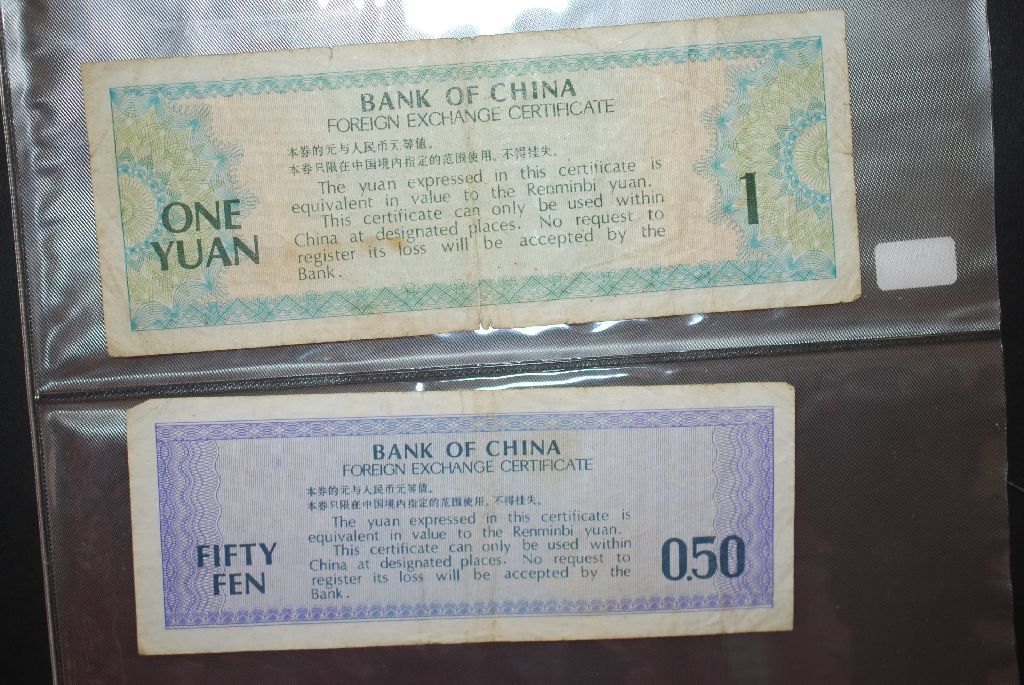 BANK OF CHINA
FOREIGN EXCHANGE CERTIFICATE
本券的元与人民币元等值。
本券只限在中国境内指定的范围使用，不得挂失。
The yuan expressed in this certificate is
equivalent in value to the Renminbi yuan.
This certificate can only be used within
China at designated places. No request to
register its loss will be accepted by the
Bank.
ONE
YUAN
1
BANK OF CHINA
FOREIGN EXCHANGE CERTIFICATE
本券的元与人民币元等值。
本券只限在中国境内指定的范围使用，不得挂失。
The yuan expressed in this certificate is
equivalent in value to the Renminbi yuan.
This certificate can only be used within
China at designated places. No request to
register its loss will be accepted by the
Bank.
FIFTY
FEN
0.50